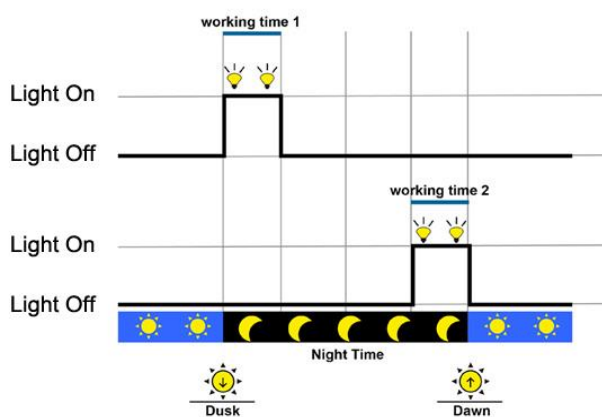 working time 1
Light On
Light Off
working time 2
Light On
Light Off
Night Time
Dusk
Dawn